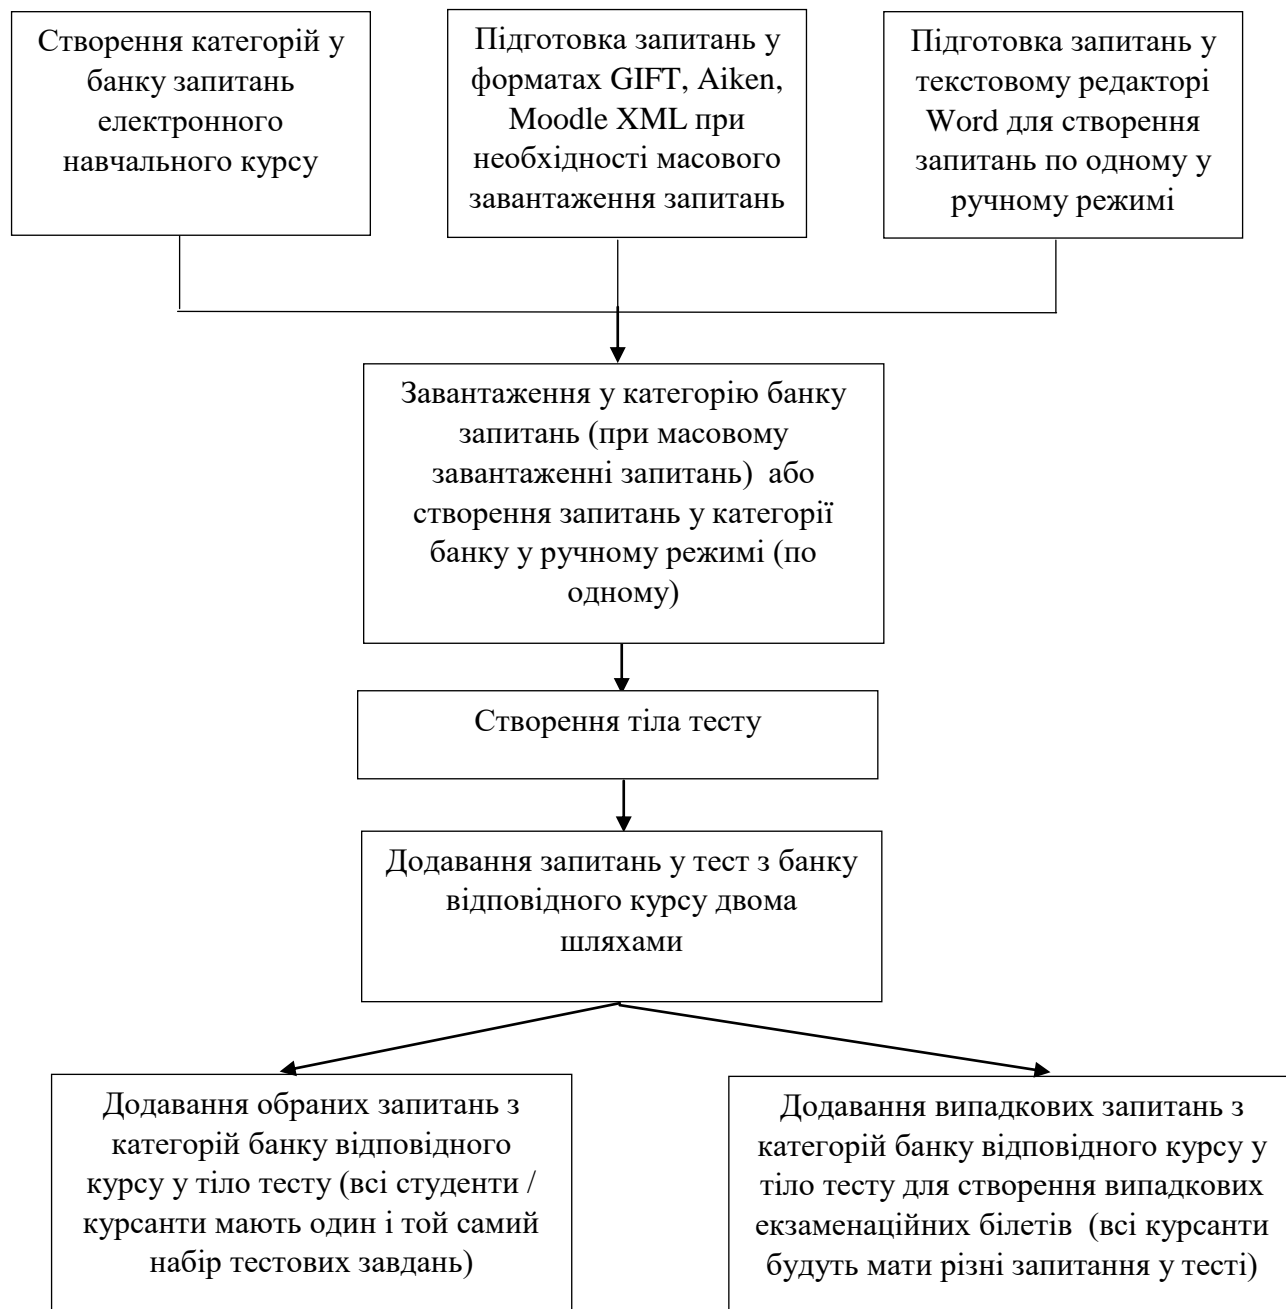 Створення категорій у
банку запитань
електронного
навчального курсу
Підготовка запитань у
форматах GIFT, Aiken,
Moodle XML при
необхідності масового
завантаження запитань
Підготовка запитань у
текстовому редакторі
Word для створення
запитань по одному у
ручному режимі
Завантаження у категорію банку
запитань (при масовому
завантаженні запитань) або
створення запитань у категорії
банку у ручному режимі (по
одному)
Створення тіла тесту
Додавання запитань у тест з банку
відповідного курсу двома
шляхами
Додавання обраних запитань з
категорій банку відповідного
курсу у тіло тесту (всі студенти /
курсанти мають один і той самий
набір тестових завдань)
Додавання випадкових запитань з
категорій банку відповідного курсу у
тіло тесту для створення випадкових
екзаменаційних білетів (всі курсанти
будуть мати різні запитання у тесті)